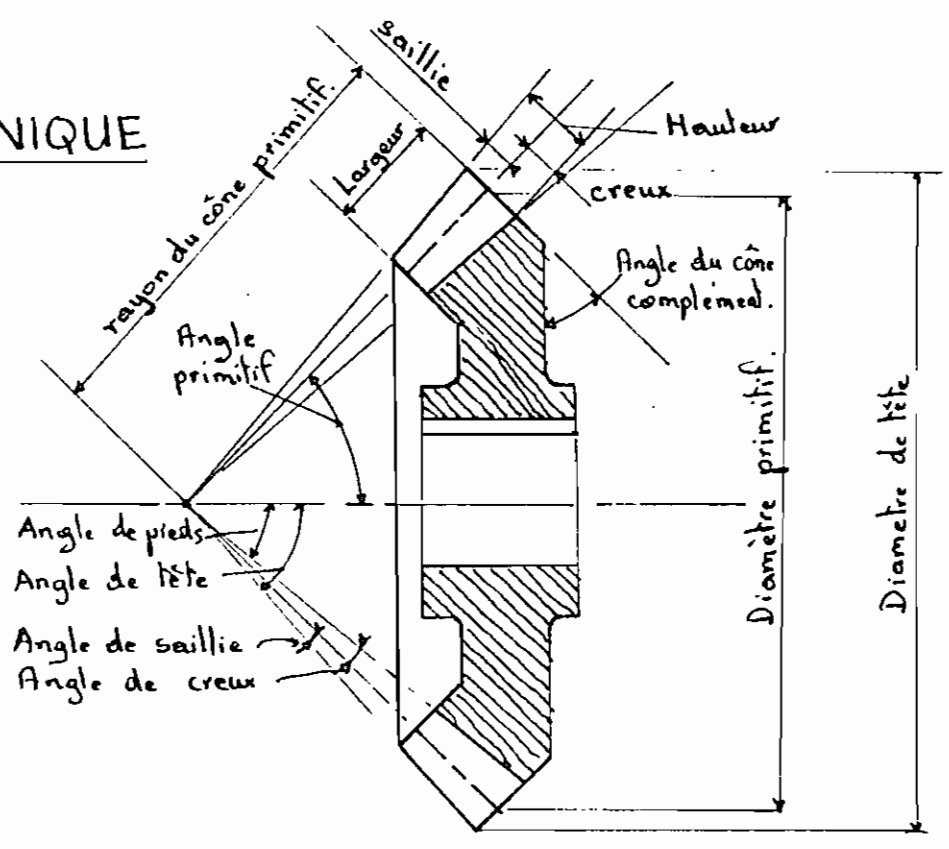 NIQUE
saillie
Hauteur
creux
rayon du cône primitif.
Largeur
Angle
primitif
Angle du cône
complément.
Diamètre primitif.
Diametre de tête
Angle de pieds
Angle de tête
Angle de saillie
Angle de creux